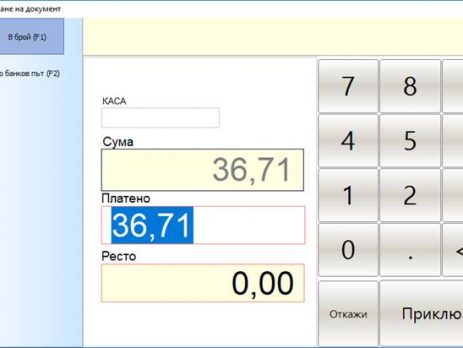 ане на документ
В брой (F1)
о банков път (F2)
КАСА
Сума
36,71
Платено
36,71
Ресто
0,00
7 8
4 5
1 2
0 . <
Откажи Приклю